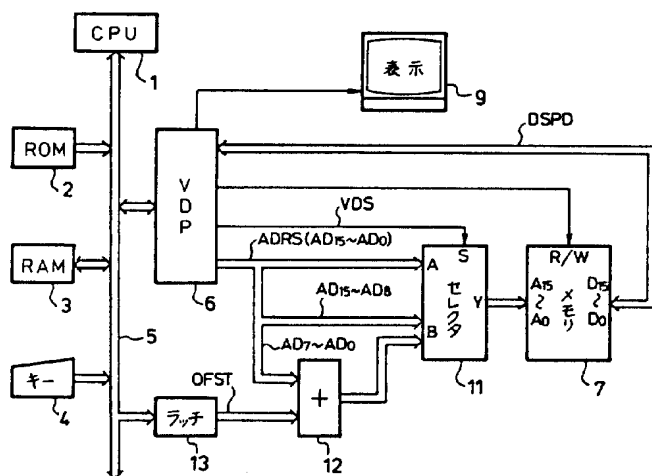 CPU
1
表示
9
DSPD
ROM
2
VDP
6
VDS
R/W
ADRS(AD15~AD0)
A
S
セレクタ
Y
A15~A0
メモリ
D15~D0
RAM
3
AD15~AD8
B
5
AD7~AD0
11
7
キー
4
OFST
ラッチ
13
+
12